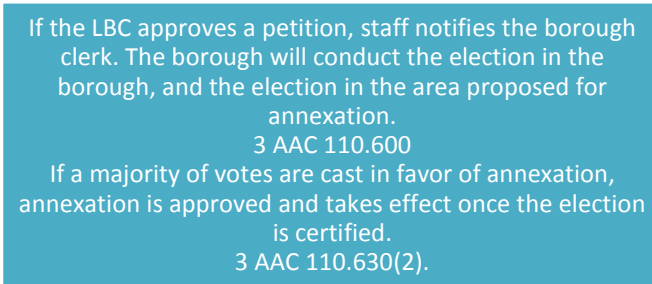 If the LBC approves a petition, staff notifies the borough
clerk. The borough will conduct the election in the
borough, and the election in the area proposed for
annexation.
3 AAC 110.600
If a majority of votes are cast in favor of annexation,
annexation is approved and takes effect once the election
is certified.
3 AAC 110.630(2).